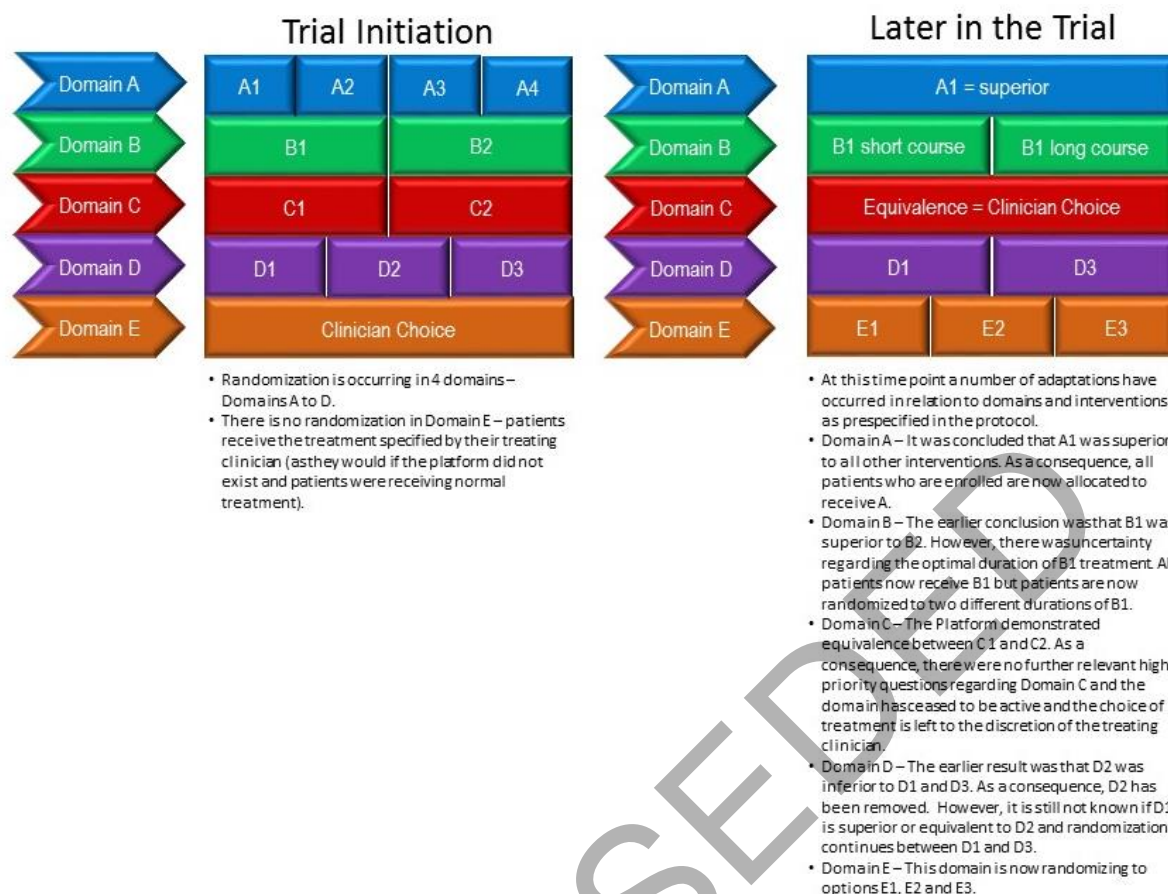 Trial Initiation
Domain A
A1
A2
A3
A4
Domain B
B1
B2
Domain C
C1
C2
Domain D
D1
D2
D3
Domain E
Clinician Choice
• Randomization is occurring in 4 domains –
Domains A to D.
• There is no randomization in Domain E – patients
receive the treatment specified by their treating
clinician (as they would if the platform did not
exist and patients were receiving normal
treatment).
Later in the Trial
Domain A
A1 = superior
Domain B
B1 short course
B1 long course
Domain C
Equivalence = Clinician Choice
Domain D
D1
D3
Domain E
E1
E2
E3
• At this time point a number of adaptations have
occurred in relation to domains and interventions
as prespecified in the protocol.
• Domain A – It was concluded that A1 was superior
to all other interventions. As a consequence, all
patients who are enrolled are now allocated to
receive A.
• Domain B – The earlier conclusion was that B1
superior to B2. However, there was uncertainty
regarding the optimal duration of B1 treatment.
patients now receive B1 but patients are now
randomized to two different durations of B1.
• Domain C – The Platform demonstrated
equivalence between C1 and C2. As a
consequence, there were no further relevant high
priority questions regarding Domain C and the
domain has ceased to be active and the choice of
treatment is left to the discretion of the treating
clinician.
• Domain D – The earlier result was that D2 was
inferior to D1 and D3. As a consequence, D2 has
been removed. However, it is still not known if D1
is superior or equivalent to D2 and randomization
continues between D1 and D3.
• Domain E – This domain is now randomizing to
options E1, E2 and E3.
SEDED